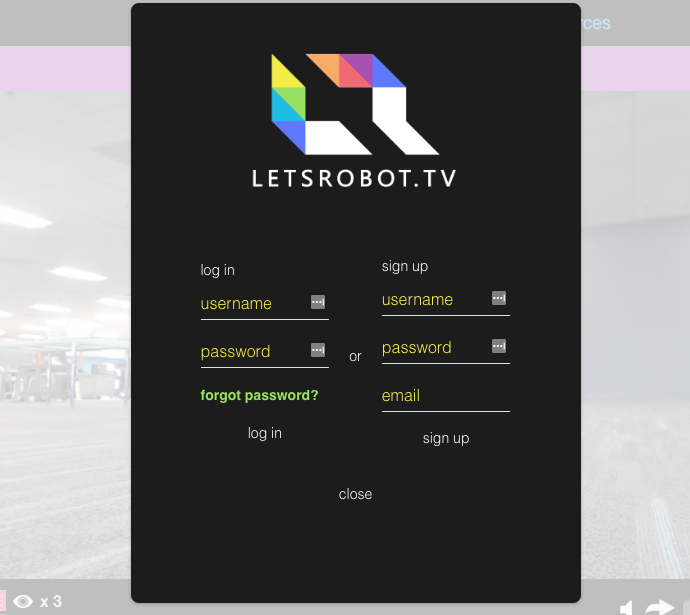 LETSROBOT.TV
log in
username
password
forgot password?
log in
or
sign up
username
password
email
sign up
close
x 3